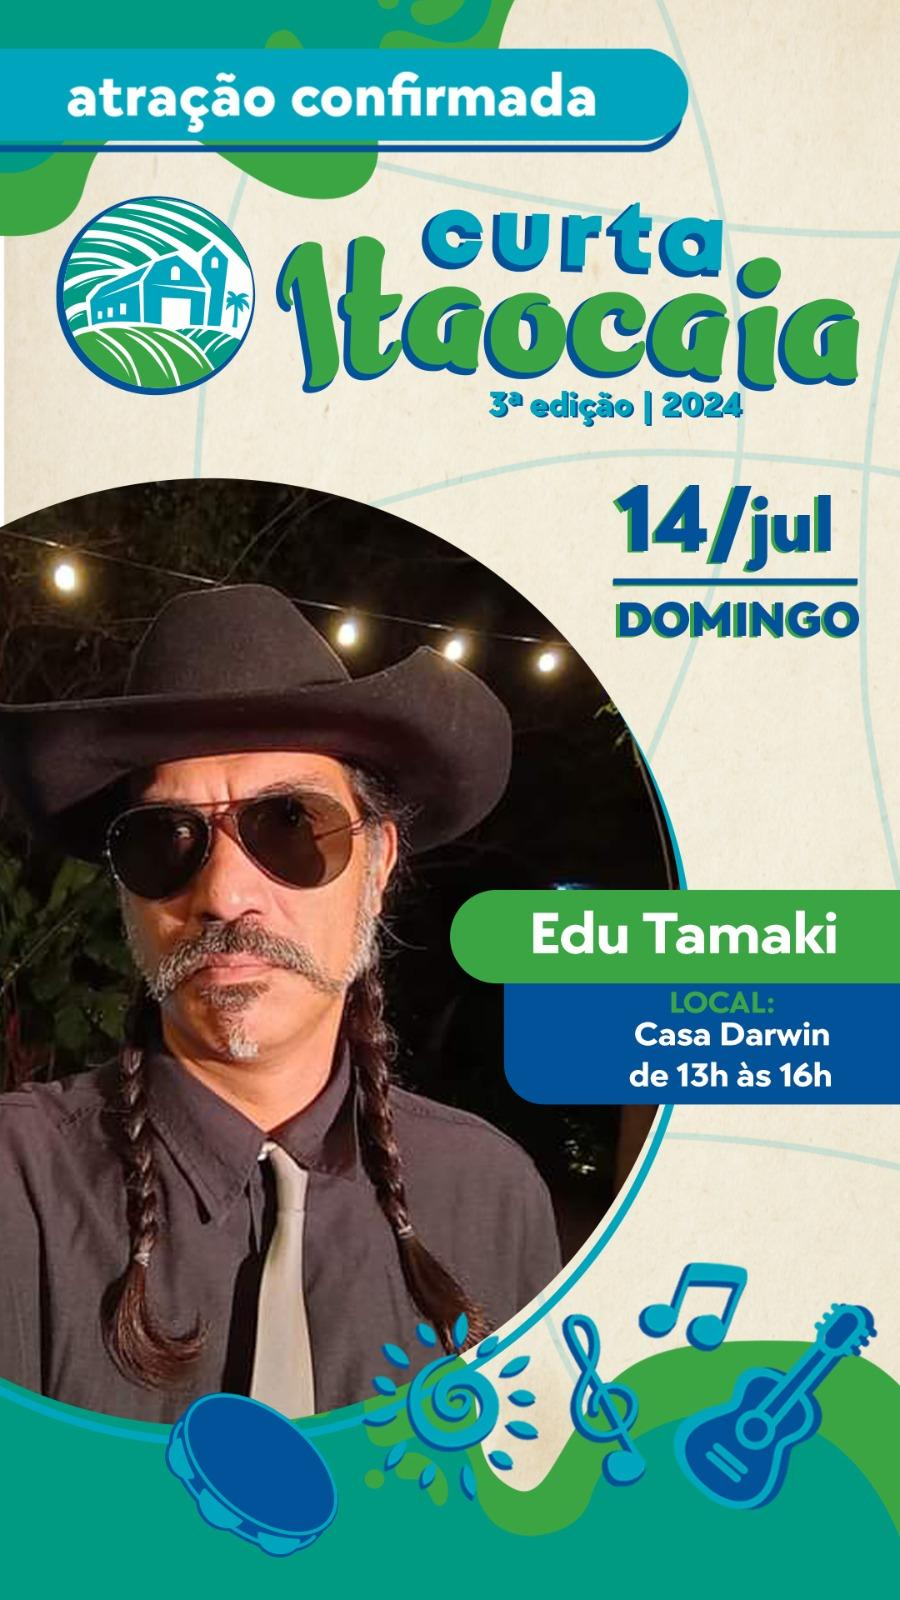 atração confirmada
curta
Itaocaia
3ª edição | 2024
14/jul
DOMINGO
Edu Tamaki
LOCAL:
Casa Darwin
de 13h às 16h